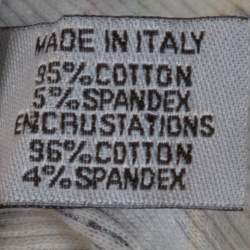 MADE IN ITALY
95%COTTON
5%SPANDEX
ENCRUSTATIONS
96%COTTON
4%SPANDEX